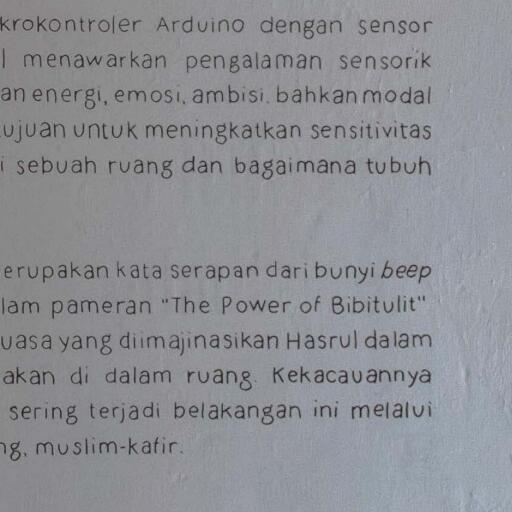 krokontroler Arduino dengan sensor
l menawarkan pengalaman sensorik
an energi, emosi, ambisi. bahkan modal
ujuan untuk meningkatkan sensitivitas
i sebuah ruang dan bagaimana tubuh
erupakan kata serapan dari bunyi beep
lam pameran "The Power of Bibitulit"
uasa yang diimajinasikan Hasrul dalam
akan di dalam ruang. Kekacauannya
sering terjadi belakangan ini melalui
ng, muslim-kafir.